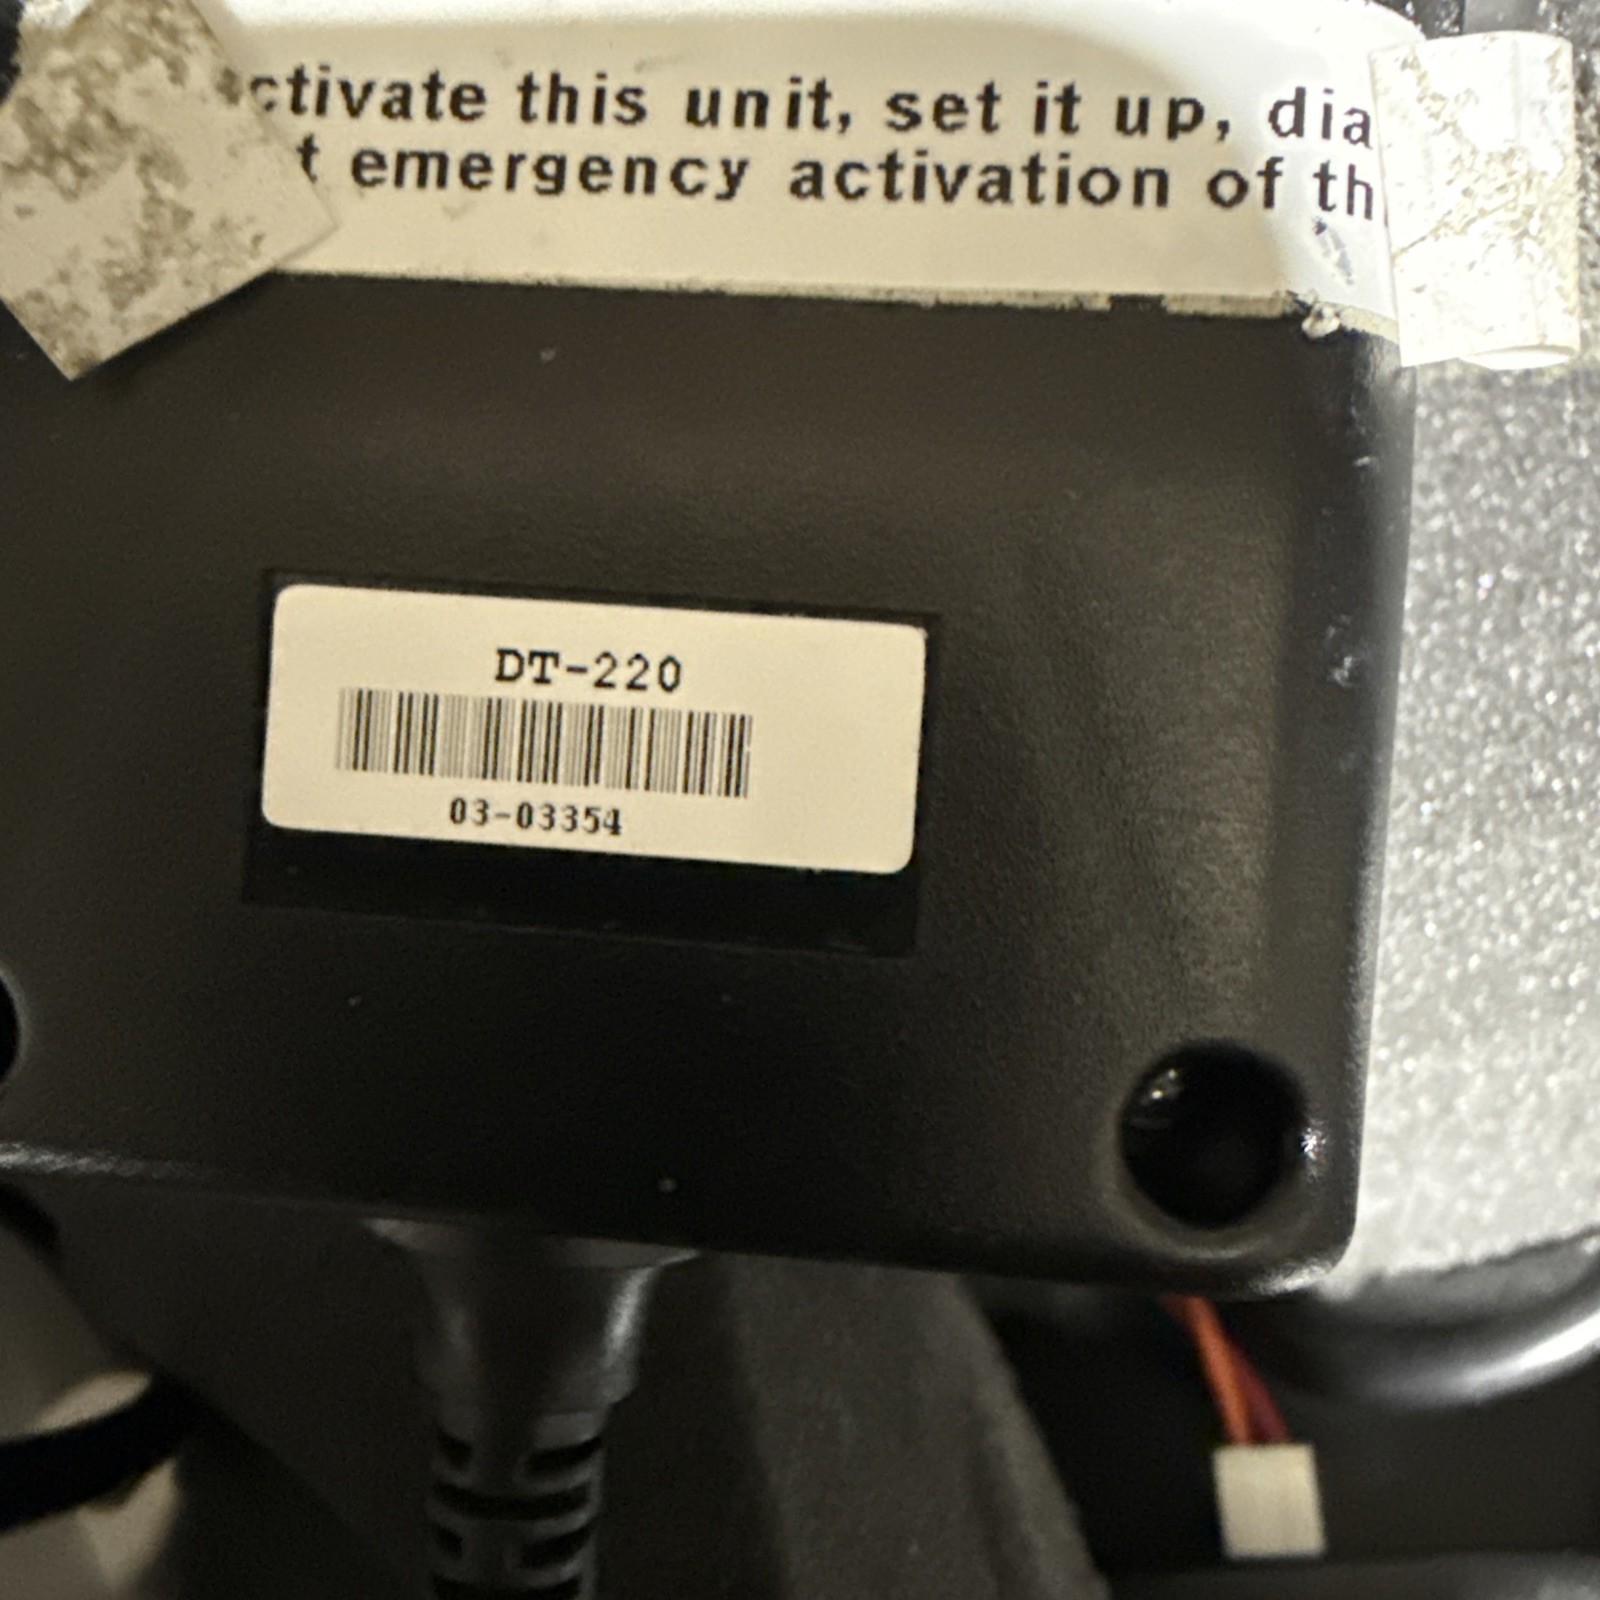 ctivate this unit, set it up, dia
t emergency activation of th
DT-220
03-03354